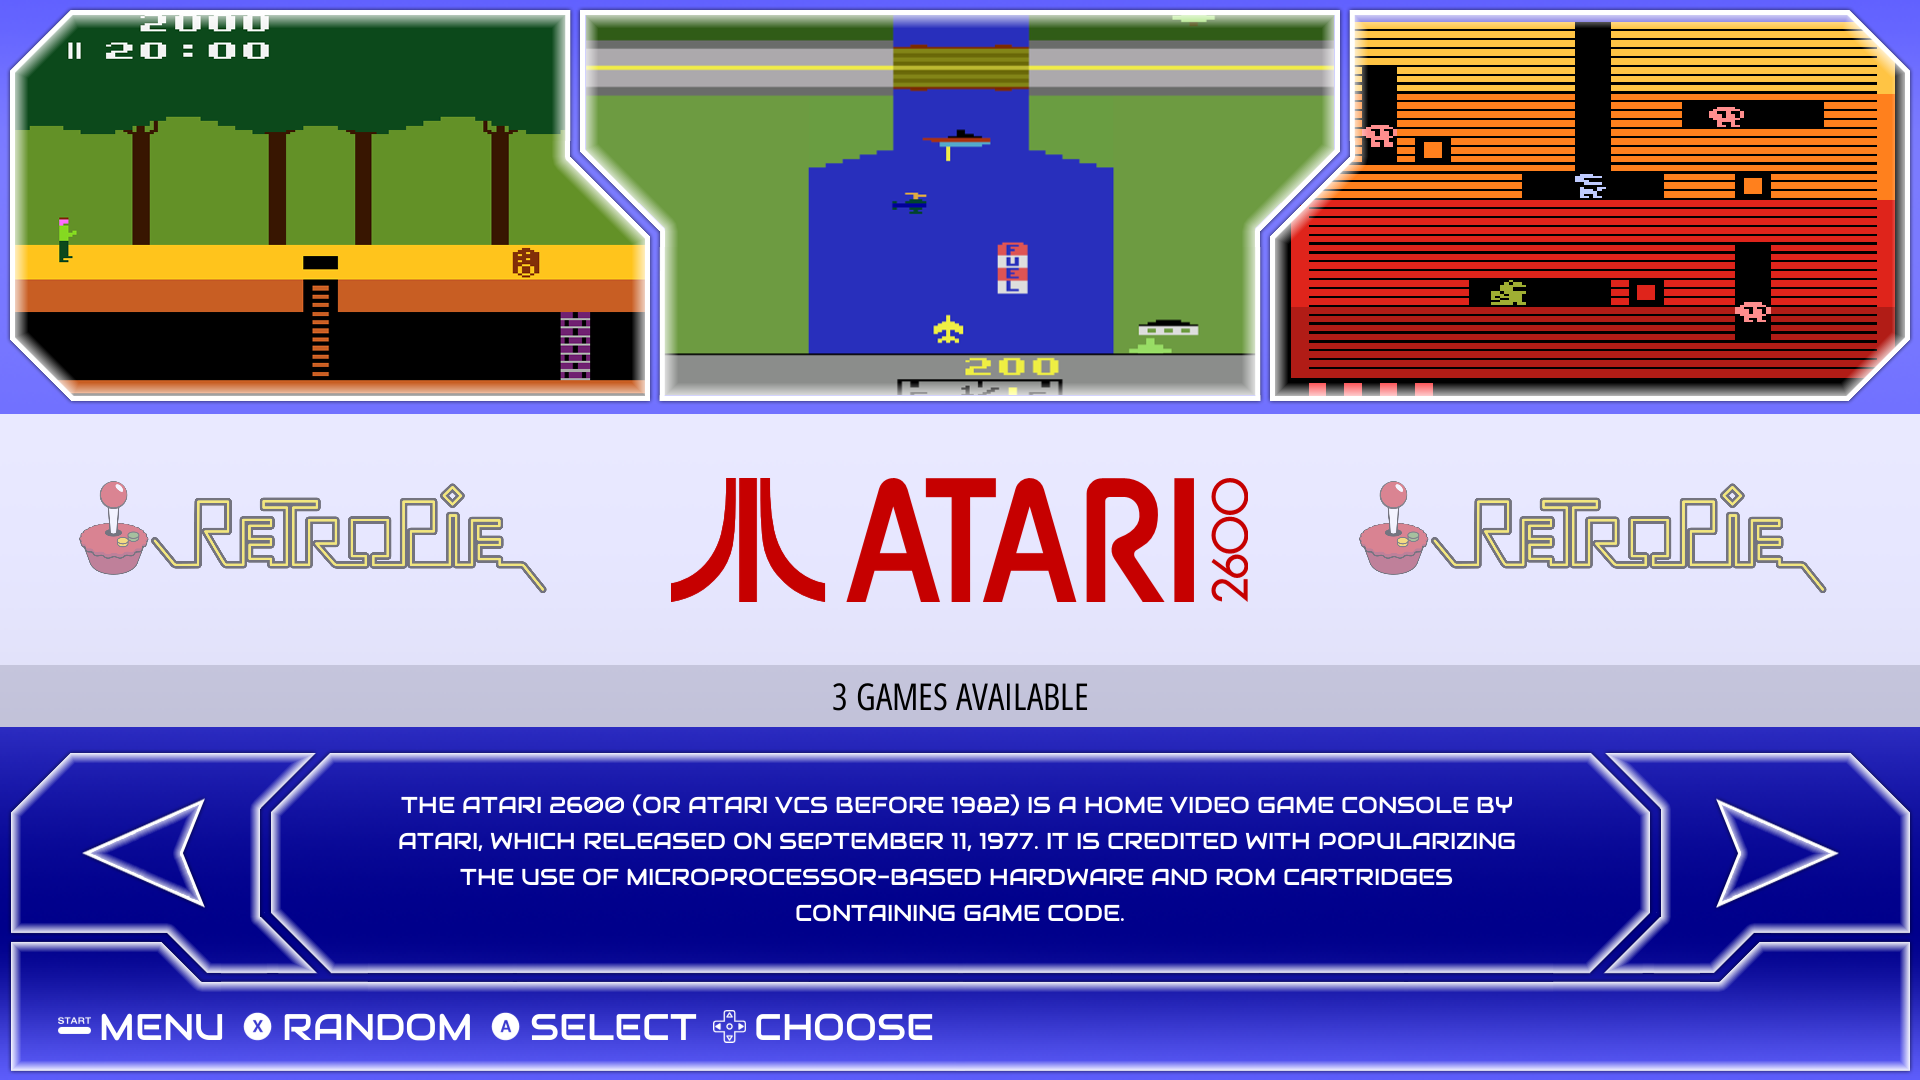 2000
20:00
FUEL
200
RETROPIE
ATARI 2600
RETROPIE
3 GAMES AVAILABLE
THE ATARI 2600 (OR ATARI VCS BEFORE 1982) IS A HOME VIDEO GAME CONSOLE BY
ATARI, WHICH RELEASED ON SEPTEMBER 11, 1977. IT IS CREDITED WITH POPULARIZING
THE USE OF MICROPROCESSOR-BASED HARDWARE AND ROM CARTRIDGES
CONTAINING GAME CODE.
START MENU X RANDOM A SELECT CHOOSE